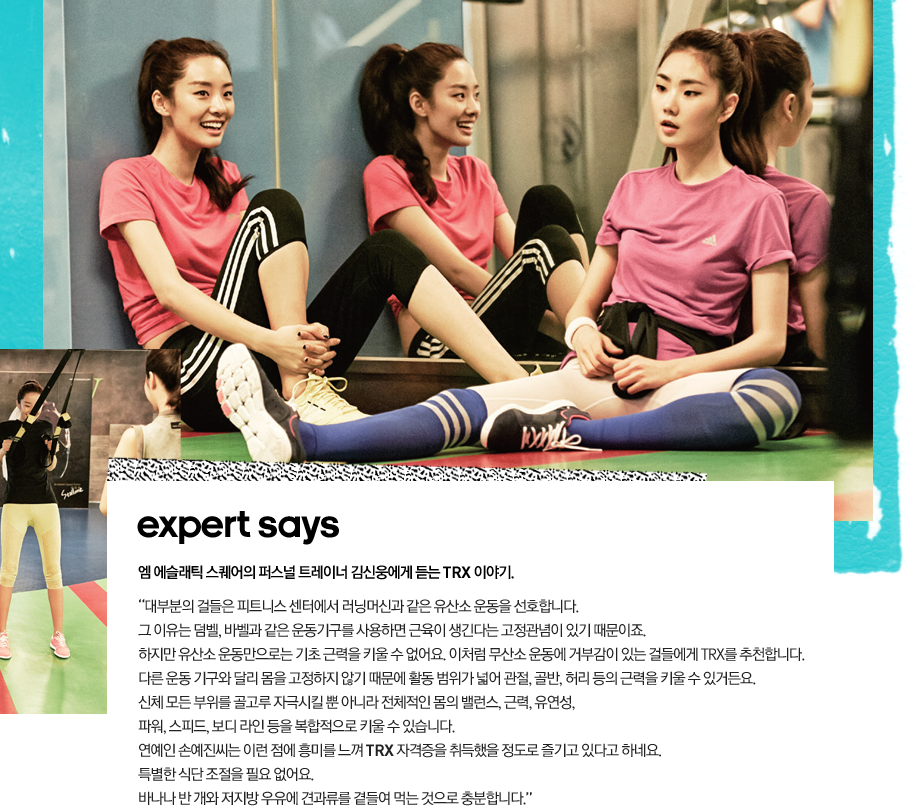 expert says
엠 에슬래틱 스퀘어의 퍼스널 트레이너 김신웅에게 듣는 TRX 이야기.
“대부분의 걸들은 피트니스 센터에서 러닝머신과 같은 유산소 운동을 선호합니다.
그 이유는 덤벨, 바벨과 같은 운동기구를 사용하면 근육이 생긴다는 고정관념이 있기 때문이죠.
하지만 유산소 운동만으로는 기초 근력을 키울 수 없어요. 이처럼 무산소 운동에 거부감이 있는 걸들에게 TRX를 추천합니다.
다른 운동 기구와 달리 몸을 고정하지 않기 때문에 활동 범위가 넓어 관절, 골반, 허리 등의 근력을 키울 수 있거든요.
신체 모든 부위를 골고루 자극시킬 뿐 아니라 전체적인 몸의 밸런스, 근력, 유연성,
파워, 스피드, 보디 라인 등을 복합적으로 키울 수 있습니다.
연예인 손예진씨는 이런 점에 흥미를 느껴 TRX 자격증을 취득했을 정도로 즐기고 있다고 하네요.
특별한 식단 조절을 필요 없어요.
바나나 반 개와 저지방 우유에 견과류를 곁들여 먹는 것으로 충분합니다.”